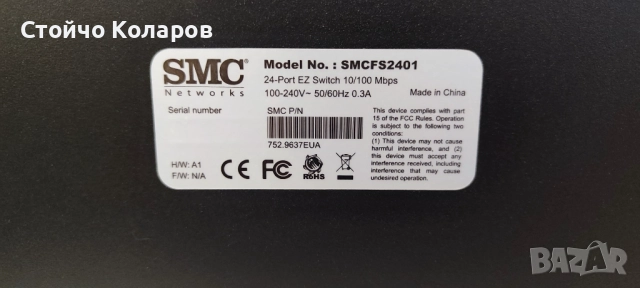 Стойчо Коларов
SMC®
Networks
Model No. : SMCFS2401
24-Port EZ Switch 10/100 Mbps
100-240V~ 50/60Hz 0.3A
Made in China
Serial number
SMC P/N
752.9637EUA
This device complies with part
15 of the FCC Rules. Operation
is subject to the following two
conditions:
(1) This device may not cause
harmful interference, and (2)
this device must accept any
interference received, including
interference that may cause
undesired operation.
H/W: A1
F/W: N/A
CE FC
RoHS
BAZAR